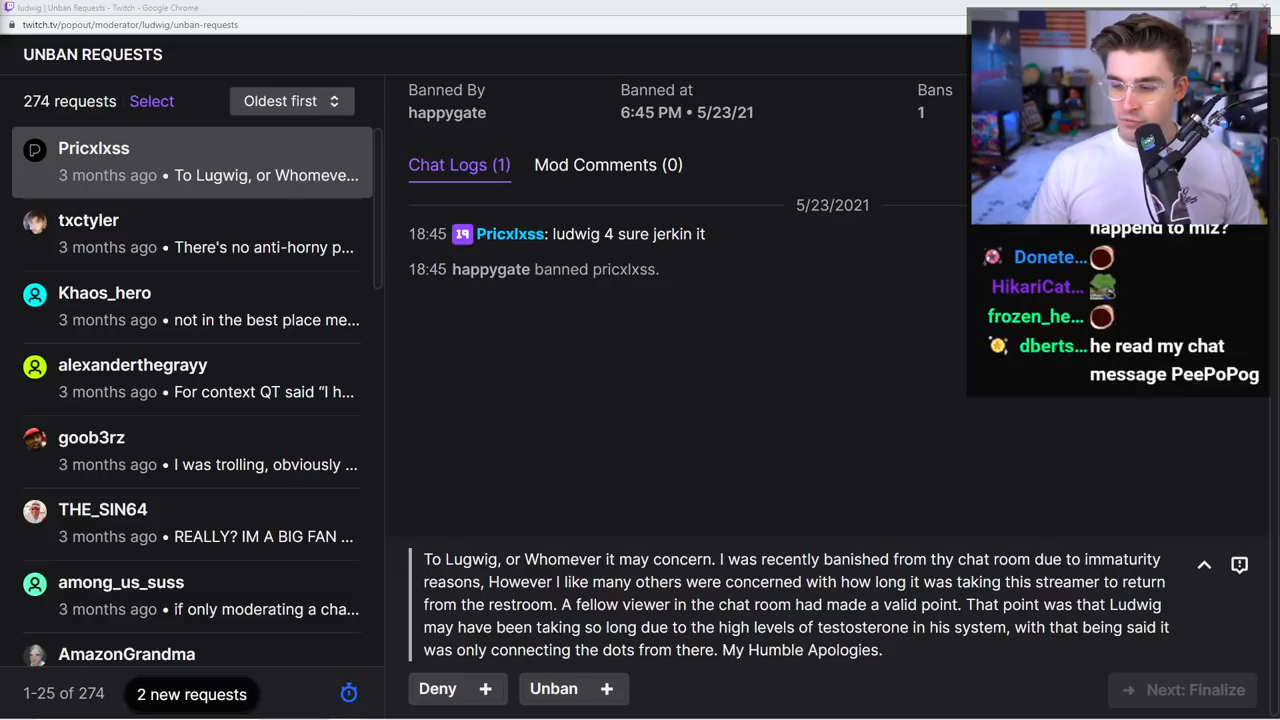 ludwig | Unban Requests - Twitch - Google Chrome
twitch.tv/popout/moderator/ludwig/unban-requests
UNBAN REQUESTS
274 requests Select Oldest first
Pricxlxss
3 months ago • To Lugwig, or Whomeve...
txctyler
3 months ago • There's no anti-horny p...
Khaos_hero
3 months ago • not in the best place me...
alexanderthegrayy
3 months ago • For context QT said “I h...
goob3rz
3 months ago • I was trolling, obviously ...
THE_SIN64
3 months ago • REALLY? IM A BIG FAN ...
among_us_suss
3 months ago • if only moderating a cha...
AmazonGrandma
1-25 of 274 2 new requests
Banned By Banned at Bans
happygate 6:45 PM • 5/23/21 1
Chat Logs (1) Mod Comments (0)
5/23/2021
18:45 19 Pricxlxss: ludwig 4 sure jerkin it
18:45 happygate banned pricxlxss.
To Lugwig, or Whomever it may concern. I was recently banished from thy chat room due to immaturity
reasons, However I like many others were concerned with how long it was taking this streamer to return
from the restroom. A fellow viewer in the chat room had made a valid point. That point was that Ludwig
may have been taking so long due to the high levels of testosterone in his system, with that being said it
was only connecting the dots from there. My Humble Apologies.
Deny + Unban + Next: Finalize
happend to miz?
Donete...
HikariCat...
frozen_he...
dberts... he read my chat
message PeePoPog